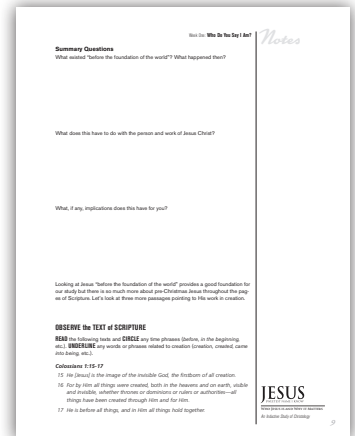 Week One: Who Do You Say I Am?
Notes
Summary Questions
What existed "before the foundation of the world"? What happened then?
What does this have to do with the person and work of Jesus Christ?
What, if any, implications does this have for you?
Looking at Jesus "before the foundation of the world" provides a good foundation for
our study but there is so much more about pre-Christmas Jesus throughout the pag-
es of Scripture. Let's look at three more passages pointing to His work in creation.
OBSERVE the TEXT of SCRIPTURE
READ the following texts and CIRCLE any time phrases (before, in the beginning,
etc.). UNDERLINE any words or phrases related to creation (creation, created, came
into being, etc.).
Colossians 1:15-17
15 He [Jesus] is the image of the invisible God, the firstborn of all creation.
16 For by Him all things were created, both in the heavens and on earth, visible
and invisible, whether thrones or dominions or rulers or authorities—all
things have been created through Him and for Him.
17 He is before all things, and in Him all things hold together.
JESUS
An Inductive Study of Christology
9